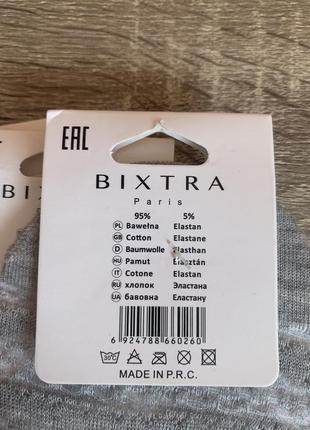 EAC
BIXTRA
Paris
95% 5%
PL Bawełna Elastan
GB Cotton Elastane
D Baumwolle Elasthan
HU Pamut Elasztán
IT Cotone Elastan
RU хлопок Эластана
UA бавовна Еластану
6 924788 660260
30°C
MADE IN P.R.C.